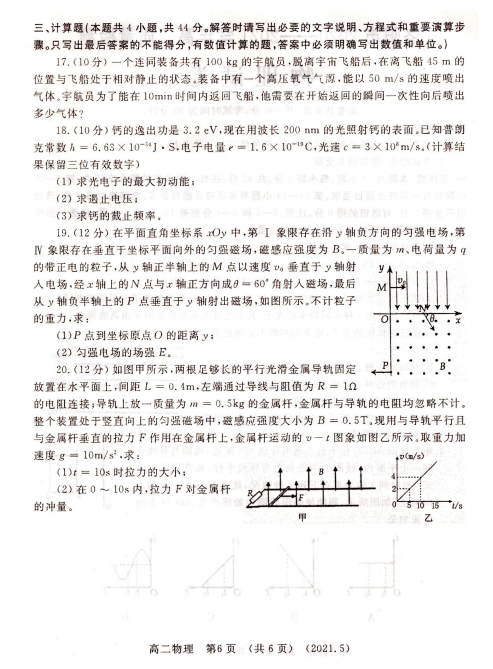 三、计算题(本题共4小题,共44分。解答时请写出必要的文字说明、方程式和重要演算步
骤。只写出最后答案的不能得分,有数值计算的题,答案中必须明确写出数值和单位。)
17.(10分)一个连同装备共有100 kg的宇航员,脱离宇宙飞船后,在离飞船45 m的
位置与飞船处于相对静止的状态。装备中有一个高压氧气气源,能以50 m/s的速度喷出
气体。宇航员为了能在10min时间内返回飞船,他需要在开始返回的瞬间一次性向后喷出
多少气体?
18.(10分)钙的逸出功是3.2 eV,现在用波长200 nm的光照射钙的表面。已知普朗
克常数h=6.63×10⁻³⁴J·S,电子电量e=1.6×10⁻¹⁹C,光速c=3×10⁸m/s。(计算结
果保留三位有效数字)
(1)求光电子的最大初动能;
(2)求遏止电压;
(3)求钙的截止频率。
19.(12分)在平面直角坐标系xOy中,第Ⅰ象限存在沿y轴负方向的匀强电场,第
Ⅳ象限存在垂直于坐标平面向外的匀强磁场,磁感应强度为B。一质量为m、电荷量为q
的带正电的粒子,从y轴正半轴上的M点以速度v₀垂直于y轴射
入电场,经x轴上的N点与x轴正方向成θ=60°角射入磁场,最后
从y轴负半轴上的P点垂直于y轴射出磁场,如图所示。不计粒子
的重力,求:
(1)P点到坐标原点O的距离y;
(2)匀强电场的场强E。
y
M
v₀
O
N
θ
x
P
B
20.(12分)如图甲所示,两根足够长的平行光滑金属导轨固定
放置在水平面上,间距L=0.4m,左端通过导线与阻值为R=1Ω
的电阻连接;导轨上放一质量为m=0.5kg的金属杆,金属杆与导轨的电阻均忽略不计。
整个装置处于竖直向上的匀强磁场中,磁感应强度大小为B=0.5T。现用与导轨平行且
与金属杆垂直的拉力F作用在金属杆上,金属杆运动的v-t图象如图乙所示。取重力加
速度g=10m/s²,求:
(1)t=10s时拉力的大小;
(2)在0~10s内,拉力F对金属杆
的冲量。
R
B
F
甲
v(m/s)
4
2
0 5 10 15 t/s
乙
高二物理 第6页 (共6页) (2021.5)